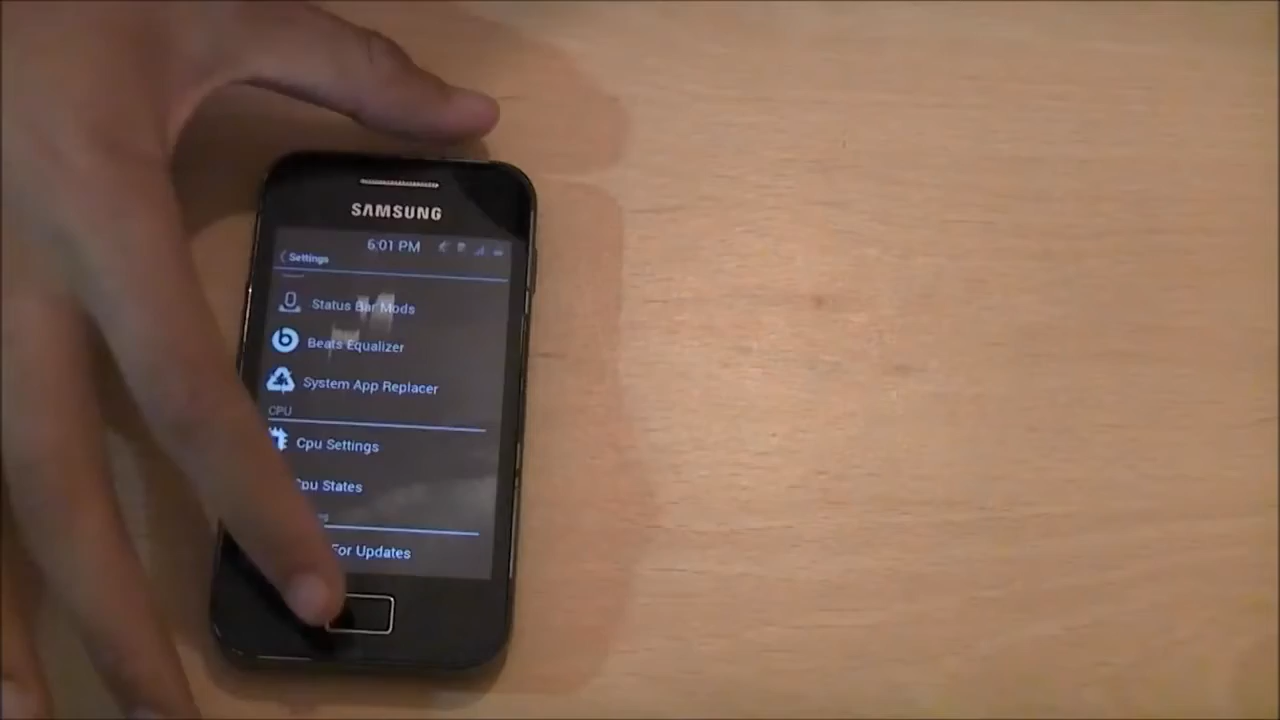 SAMSUNG
6:01 PM
Settings
Status Bar Mods
Beats Equalizer
System App Replacer
CPU
Cpu Settings
Cpu States
For Updates